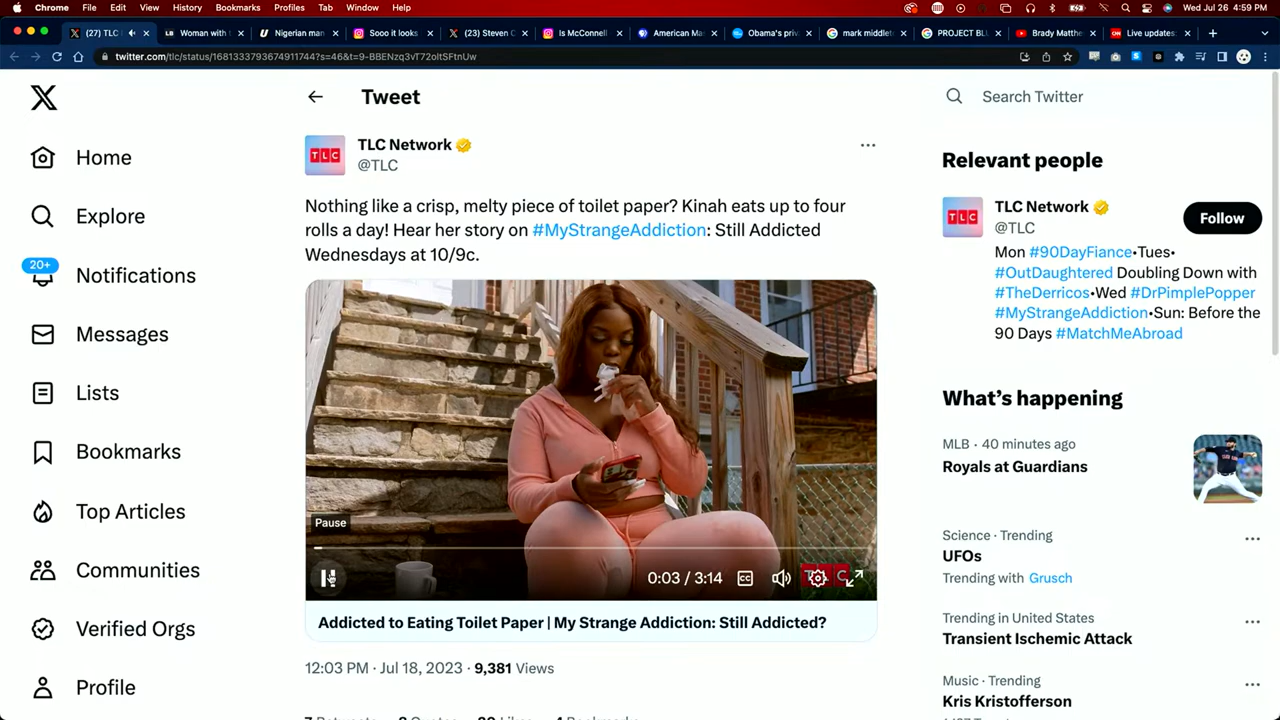 Chrome File Edit View History Bookmarks Profiles Tab Window Help Wed Jul 26 4:59 PM
(27) TLC Woman with Nigerian man Sooo it looks (23) Steven C Is McConnell American Ma Obama's priv mark middle PROJECT BL Brady Matthe Live updates
twitter.com/tlc/status/1681333793674911744?s=46&t=9-BBENzq3vT72oltSFtnUw
Tweet
Search Twitter
TLC
TLC Network
@TLC
Relevant people
Home
Explore
20+
Notifications
Messages
Lists
Bookmarks
Top Articles
Communities
Verified Orgs
Profile
Nothing like a crisp, melty piece of toilet paper? Kinah eats up to four
rolls a day! Hear her story on #MyStrangeAddiction: Still Addicted
Wednesdays at 10/9c.
Pause
0:03 / 3:14 CC
TLC
Addicted to Eating Toilet Paper | My Strange Addiction: Still Addicted?
12:03 PM · Jul 18, 2023 · 9,381 Views
7 Retweets
TLC
TLC Network
@TLC
Follow
Mon #90DayFiance•Tues•
#OutDaughtered Doubling Down with
#TheDerricos•Wed #DrPimplePopper
#MyStrangeAddiction•Sun: Before the
90 Days #MatchMeAbroad
What's happening
MLB · 40 minutes ago
Royals at Guardians
Science · Trending
UFOs
Trending with Grusch
Trending in United States
Transient Ischemic Attack
Music · Trending
Kris Kristofferson